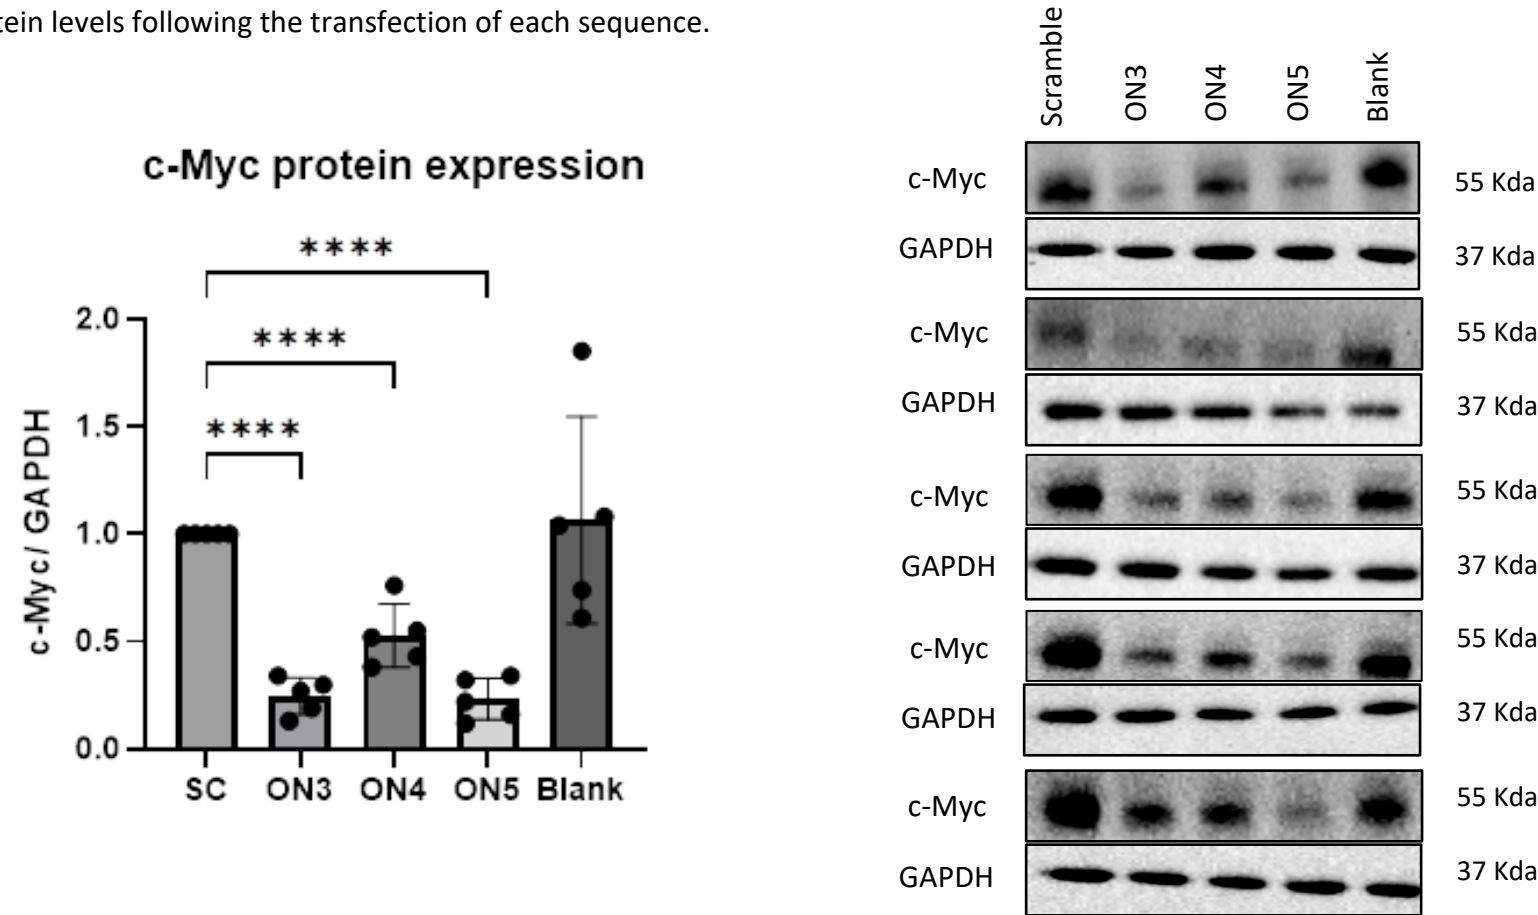 tein levels following the transfection of each sequence.
c-Myc protein expression
****
****
****
c-Myc/ GAPDH
2.0
1.5
1.0
0.5
0.0
SC ON3 ON4 ON5 Blank
Scramble ON3 ON4 ON5 Blank
c-Myc 55 Kda
GAPDH 37 Kda
c-Myc 55 Kda
GAPDH 37 Kda
c-Myc 55 Kda
GAPDH 37 Kda
c-Myc 55 Kda
GAPDH 37 Kda
c-Myc 55 Kda
GAPDH 37 Kda